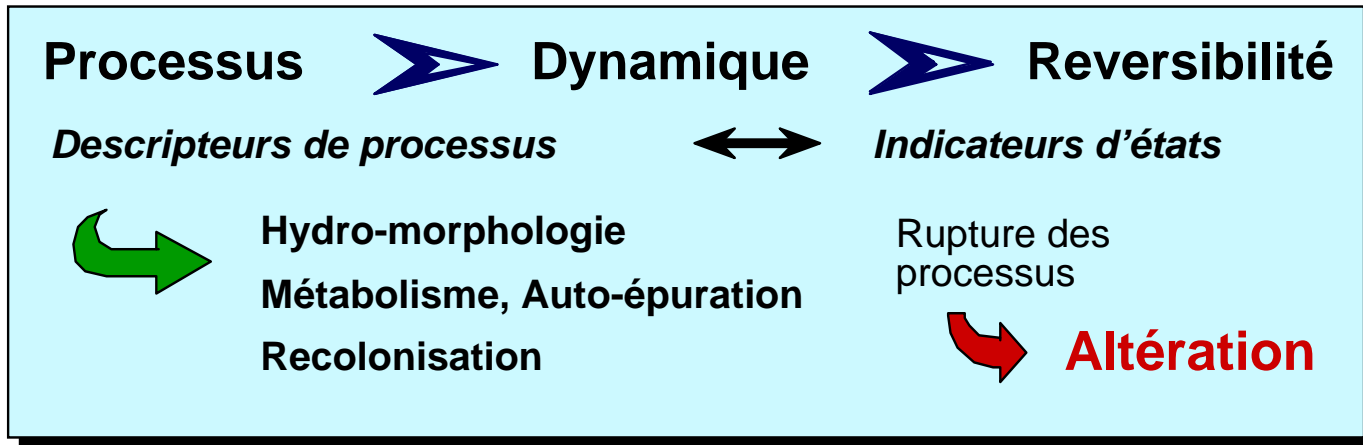 Processus Dynamique Reversibilité
Descripteurs de processus Indicateurs d'états
Hydro-morphologie
Métabolisme, Auto-épuration
Recolonisation
Rupture des
processus
Altération